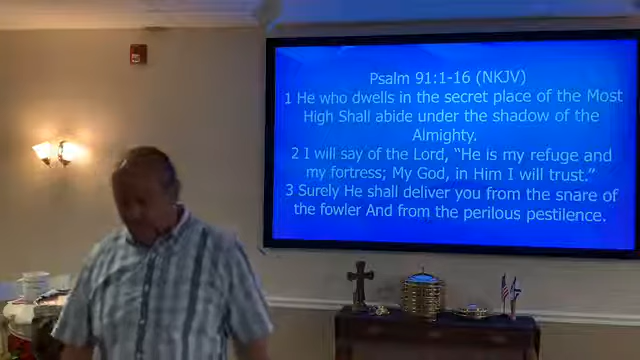 Psalm 91:1-16 (NKJV)
1 He who dwells in the secret place of the Most
High Shall abide under the shadow of the
Almighty.
2 I will say of the Lord, “He is my refuge and
my fortress; My God, in Him I will trust.”
3 Surely He shall deliver you from the snare of
the fowler And from the perilous pestilence.